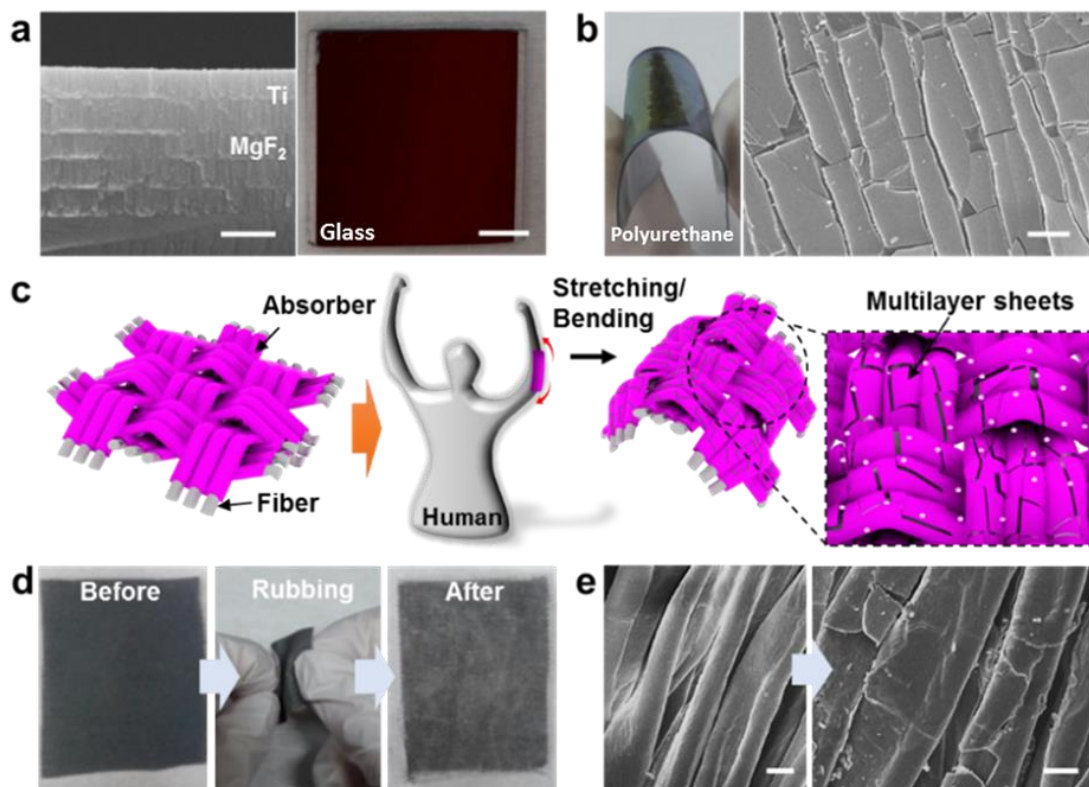 a
Ti
MgF₂
Glass
b
Polyurethane
c
Absorber
Fiber
Human
Stretching/
Bending
Multilayer sheets
d
Before
Rubbing
After
e